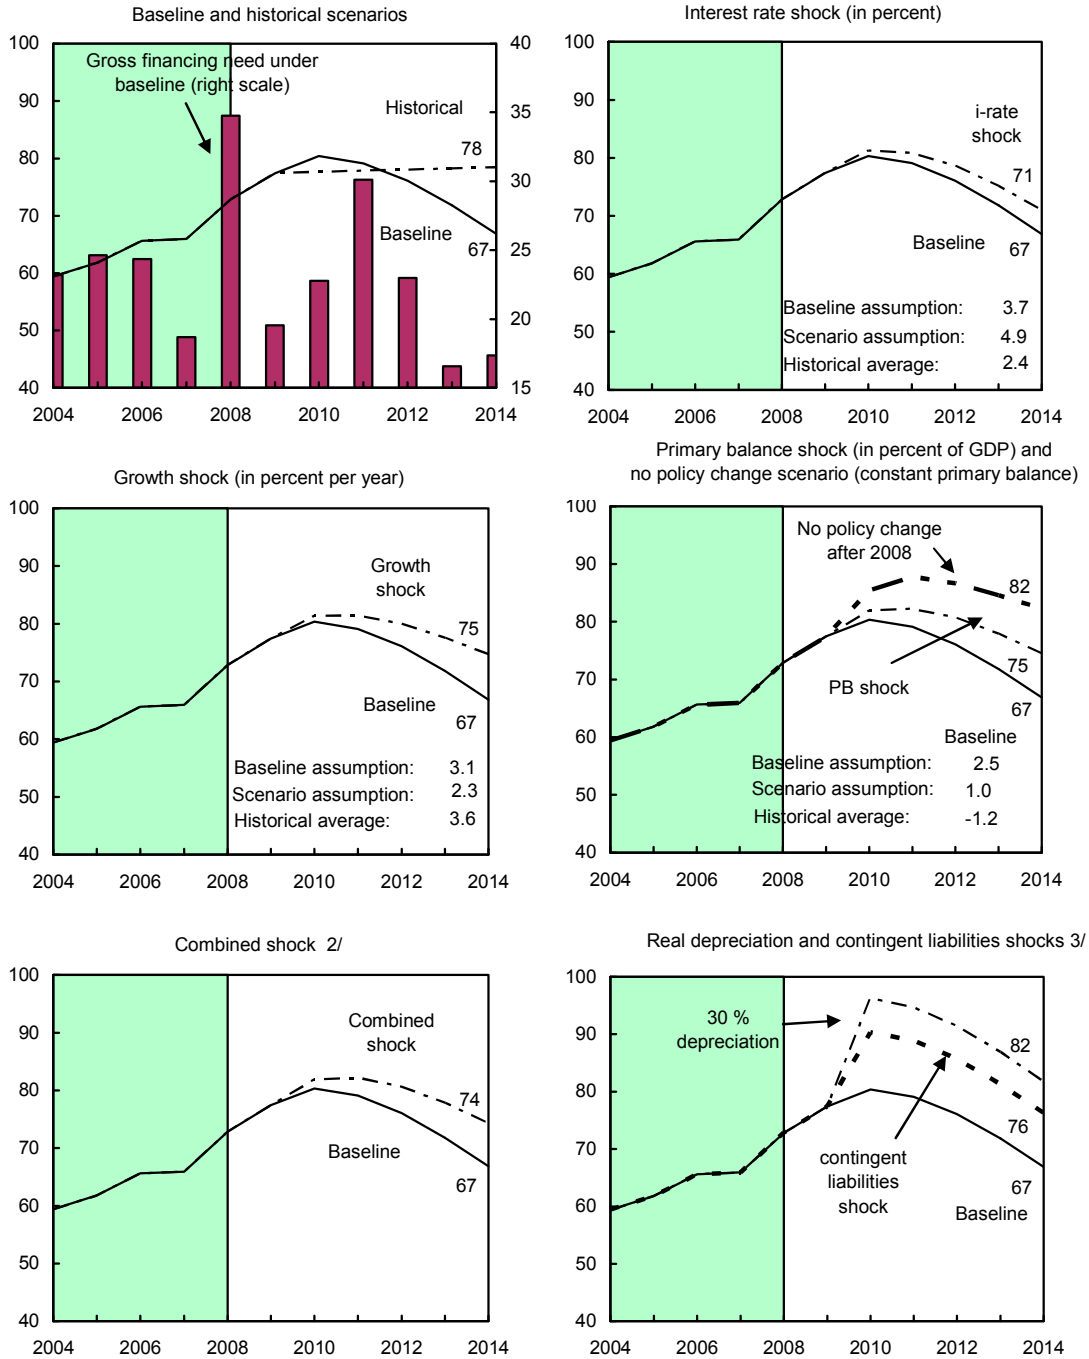 Baseline and historical scenarios
100
90
80
70
60
50
40
40
35
30
25
20
15
Gross financing need under
baseline (right scale)
Historical
78
Baseline
67
2004 2006 2008 2010 2012 2014
Interest rate shock (in percent)
100
90
80
70
60
50
40
i-rate
shock
71
Baseline
67
Baseline assumption: 3.7
Scenario assumption: 4.9
Historical average: 2.4
2004 2006 2008 2010 2012 2014
Growth shock (in percent per year)
100
90
80
70
60
50
40
Growth
shock
75
Baseline
67
Baseline assumption: 3.1
Scenario assumption: 2.3
Historical average: 3.6
2004 2006 2008 2010 2012 2014
Primary balance shock (in percent of GDP) and
no policy change scenario (constant primary balance)
100
90
80
70
60
50
40
No policy change
after 2008
82
75
PB shock
67
Baseline
Baseline assumption: 2.5
Scenario assumption: 1.0
Historical average: -1.2
2004 2006 2008 2010 2012 2014
Combined shock 2/
100
90
80
70
60
50
40
Combined
shock
74
Baseline
67
2004 2006 2008 2010 2012 2014
Real depreciation and contingent liabilities shocks 3/
100
90
80
70
60
50
40
30 %
depreciation
82
76
contingent
liabilities
shock
67
Baseline
2004 2006 2008 2010 2012 2014